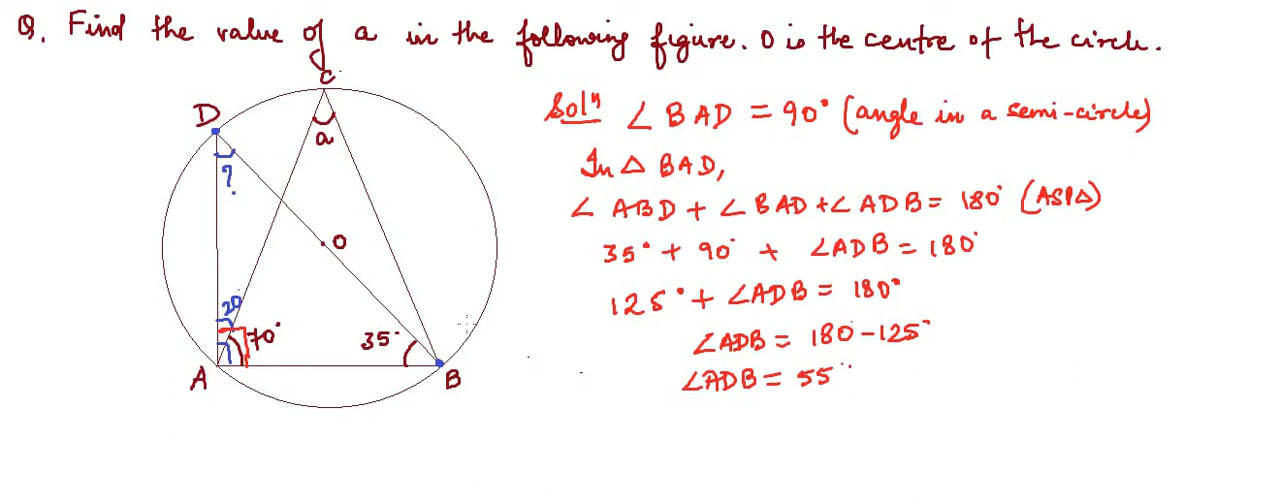 Q. Find the value of a in the following figure. O is the centre of the circle.
C
D
a
?
O
20
70°
35°
A
B
Solⁿ ∠BAD = 90° (angle in a semi-circle)
In △ BAD,
∠ABD + ∠BAD + ∠ADB = 180° (ASP△)
35° + 90° + ∠ADB = 180°
125° + ∠ADB = 180°
∠ADB = 180° - 125°
∠ADB = 55°